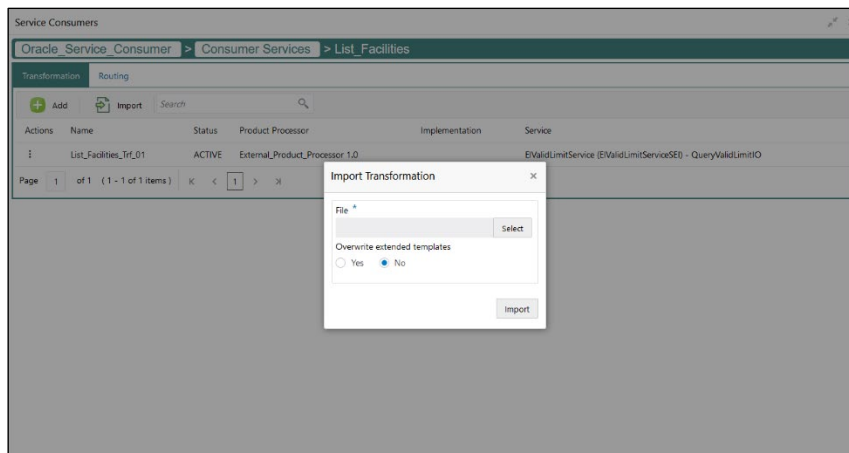 Service Consumers
Oracle_Service_Consumer > Consumer Services > List_Facilities
Transformation Routing
Add Import Search
Actions Name Status Product Processor Implementation Service
List_Facilities_Trf_01 ACTIVE External_Product_Processor 1.0 ElValidLimitService (ElValidLimitServiceSEI) - QueryValidLimitIO
Page 1 of 1 (1 - 1 of 1 items) 1
Import Transformation
File *
Select
Overwrite extended templates
Yes No
Import